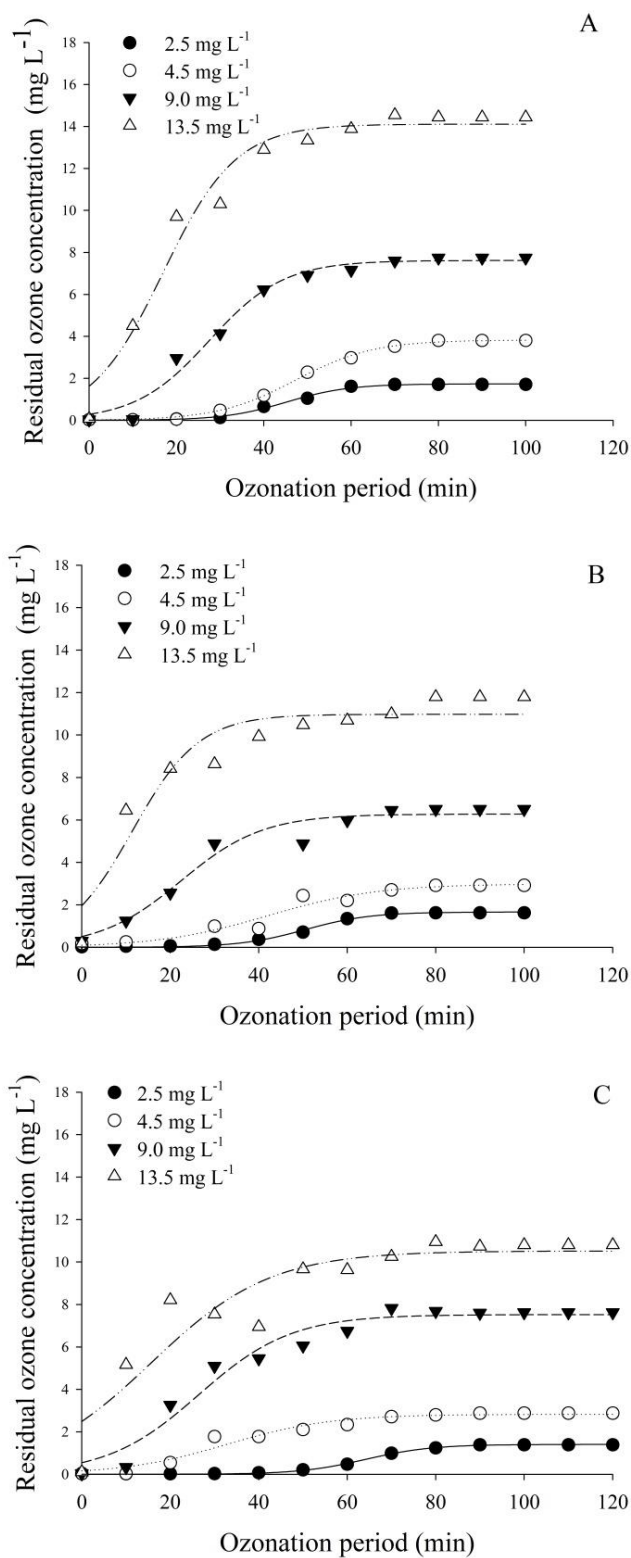 A
2.5 mg L-1
4.5 mg L-1
9.0 mg L-1
13.5 mg L-1
Residual ozone concentration (mg L-1)
18
16
14
12
10
8
6
4
2
0
0 20 40 60 80 100 120
Ozonation period (min)
B
2.5 mg L-1
4.5 mg L-1
9.0 mg L-1
13.5 mg L-1
Residual ozone concentration (mg L-1)
18
16
14
12
10
8
6
4
2
0
0 20 40 60 80 100 120
Ozonation period (min)
C
2.5 mg L-1
4.5 mg L-1
9.0 mg L-1
13.5 mg L-1
Residual ozone concentration (mg L-1)
18
16
14
12
10
8
6
4
2
0
0 20 40 60 80 100 120
Ozonation period (min)